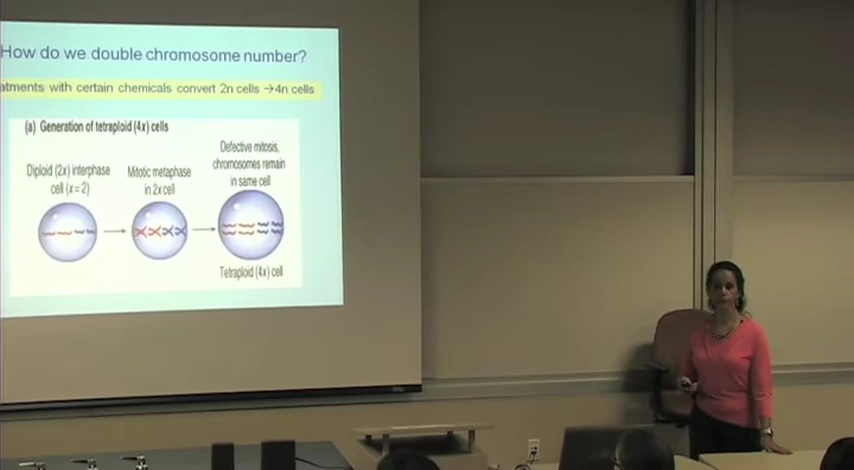 How do we double chromosome number?
atments with certain chemicals convert 2n cells →4n cells
(a) Generation of tetraploid (4x) cells
Diploid (2x) interphase
cell (x = 2)
Mitotic metaphase
in 2x cell
Defective mitosis,
chromosomes remain
in same cell
Tetraploid (4x) cell